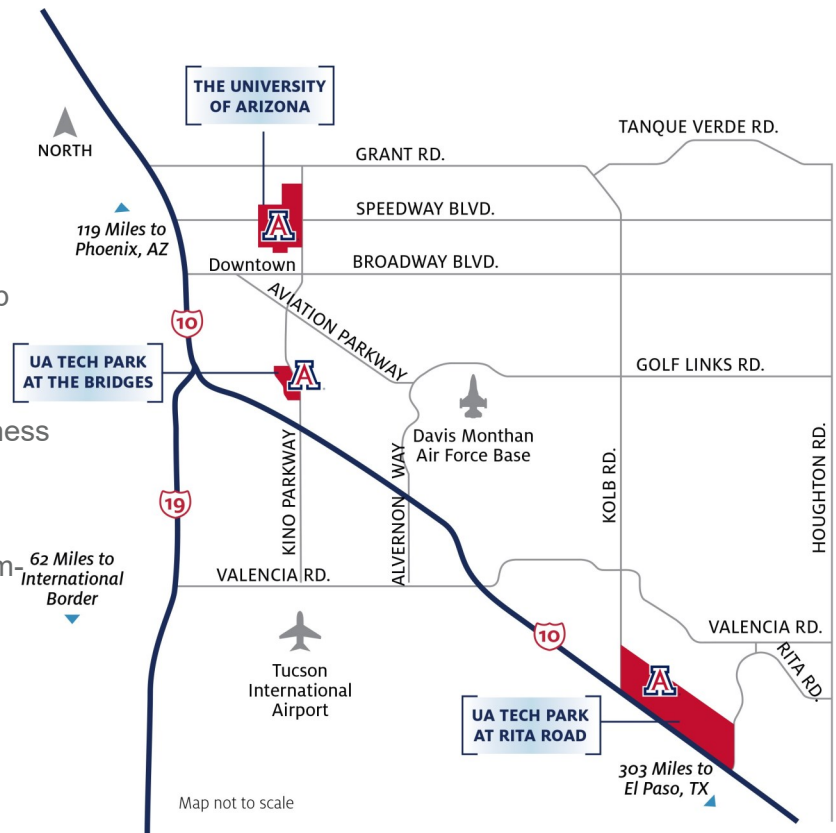 THE UNIVERSITY
OF ARIZONA
TANQUE VERDE RD.
NORTH
GRANT RD.
A
SPEEDWAY BLVD.
119 Miles to
Phoenix, AZ
Downtown
BROADWAY BLVD.
AVIATION PARKWAY
10
UA TECH PARK
AT THE BRIDGES
A
GOLF LINKS RD.
ness
Davis Monthan
Air Force Base
KINO PARKWAY
ALVERNON WAY
KOLB RD.
HOUGHTON RD.
19
62 Miles to
International
Border
m-
VALENCIA RD.
10
VALENCIA RD.
RITA RD.
Tucson
International
Airport
A
UA TECH PARK
AT RITA ROAD
303 Miles to
El Paso, TX
Map not to scale